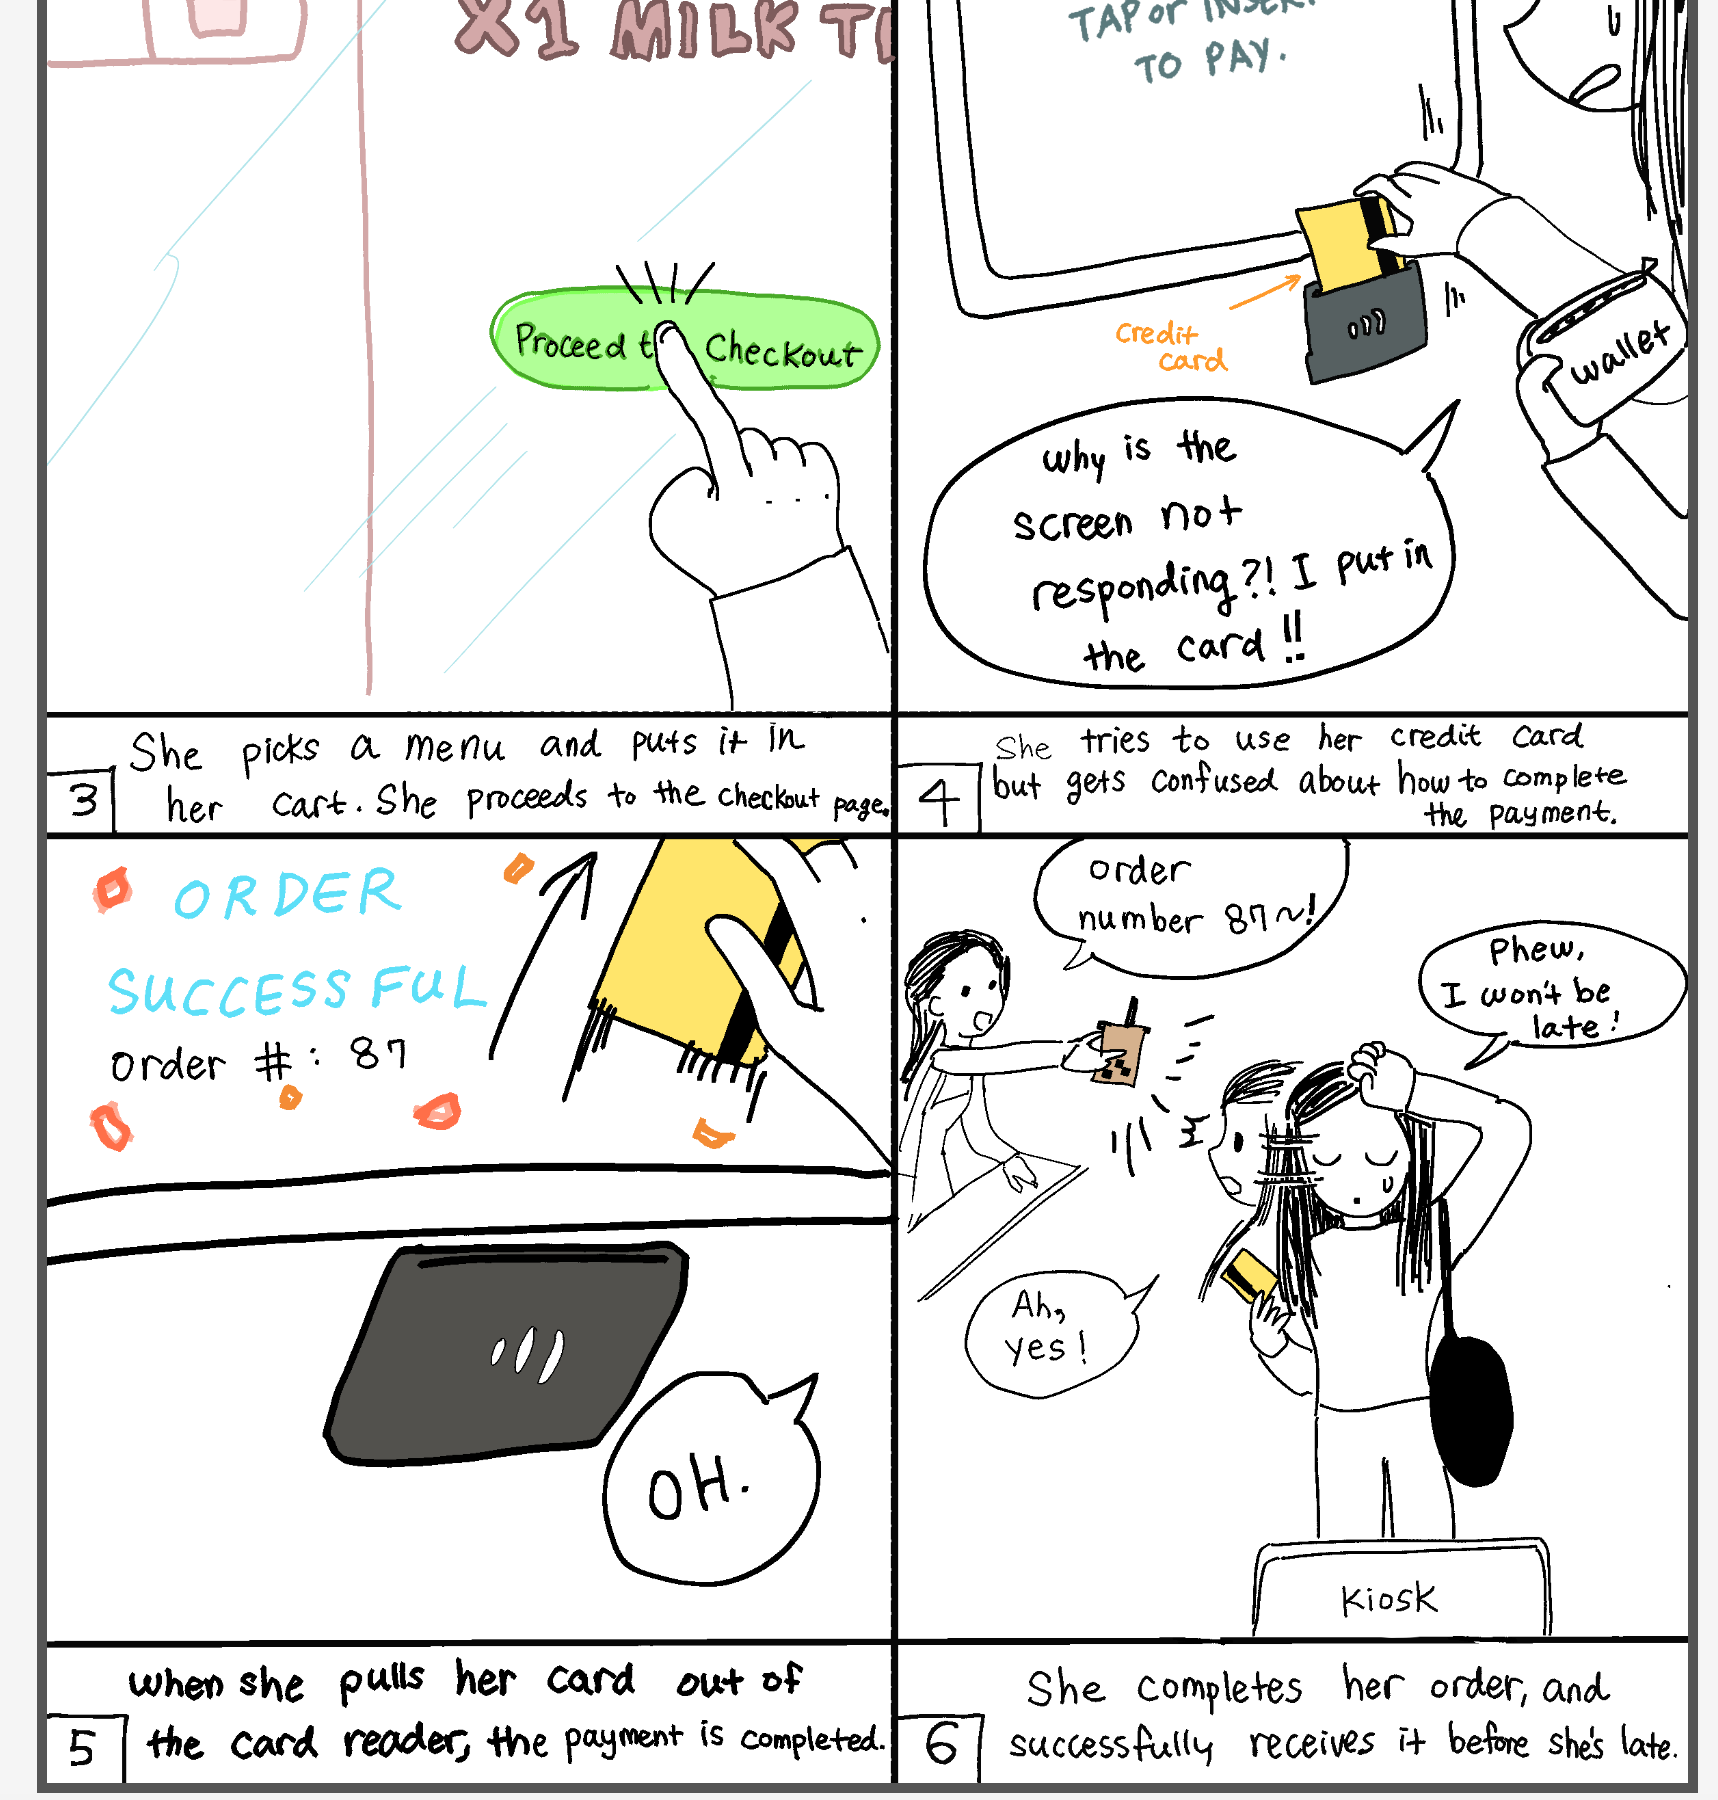 X1 MILK
Proceed t Checkout
She picks a menu and puts it in
3
her cart. She proceeds to the checkout page.
TAP or INSER
TO PAY.
credit
card
wallet
why is the
screen not
responding?! I put in
the card!!
She tries to use her credit card
4
but gets confused about how to complete
the payment.
ORDER
SUCCESSFUL
order #: 87
OH.
when she pulls her card out of
5
the card reader, the payment is completed.
order
number 87~!
Phew,
I won't be
late!
Ah,
yes!
Kiosk
She completes her order, and
6
successfully receives it before she's late.